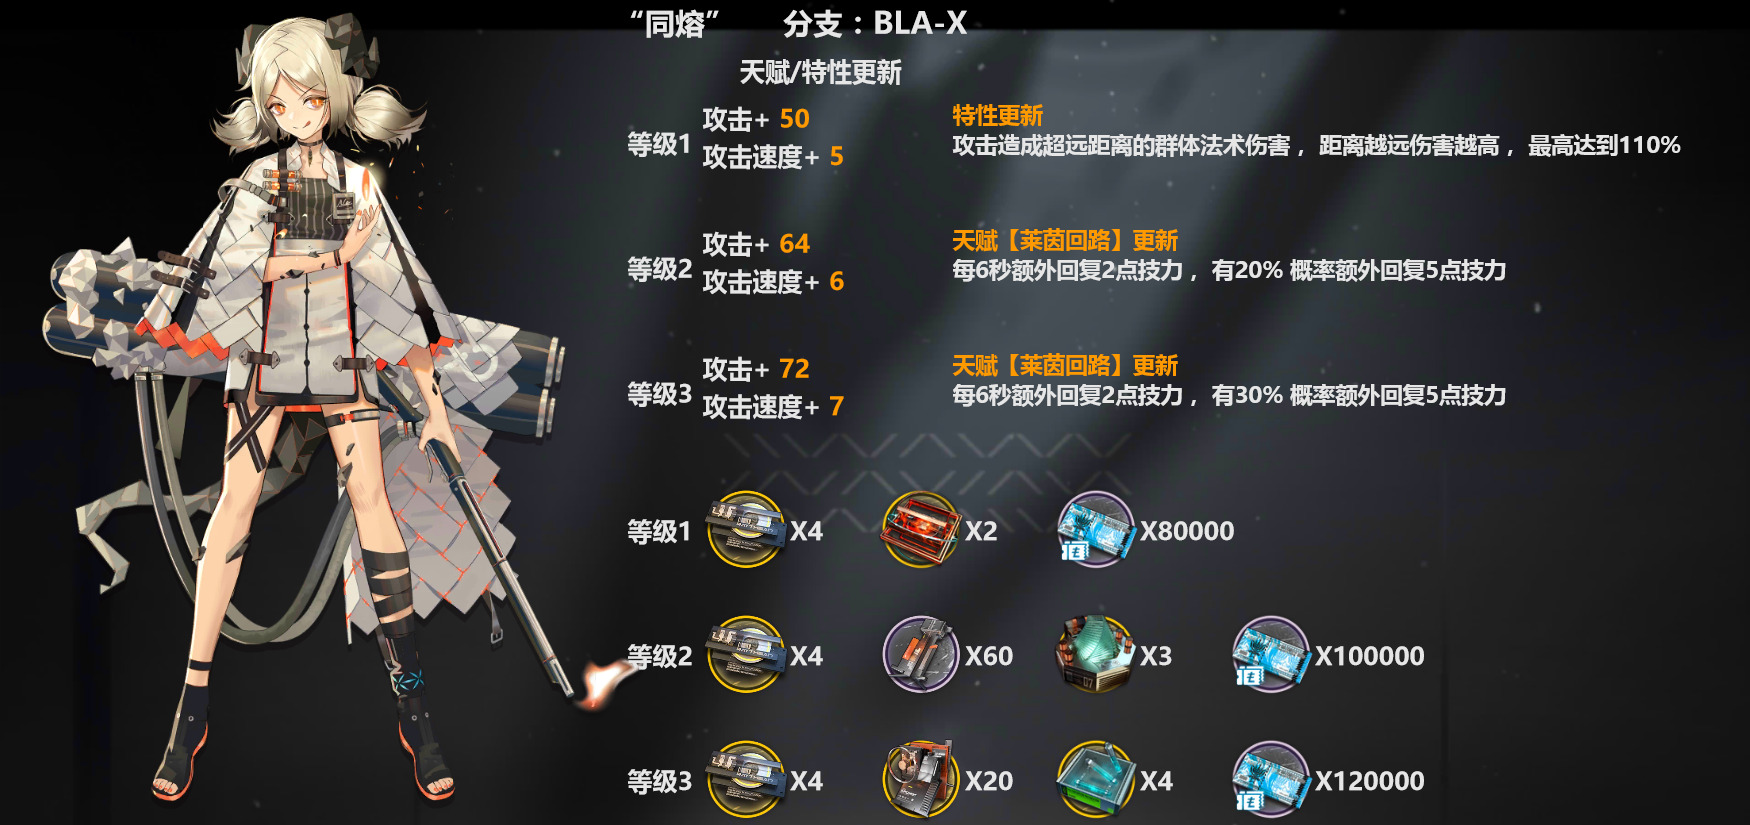 “同熔” 分支：BLA-X
天赋/特性更新
等级1
攻击+ 50
攻击速度+ 5
特性更新
攻击造成超远距离的群体法术伤害，距离越远伤害越高，最高达到110%
等级2
攻击+ 64
攻击速度+ 6
天赋【莱茵回路】更新
每6秒额外回复2点技力，有20% 概率额外回复5点技力
等级3
攻击+ 72
攻击速度+ 7
天赋【莱茵回路】更新
每6秒额外回复2点技力，有30% 概率额外回复5点技力
等级1 X4 X2 X80000
等级2 X4 X60 X3 X100000
等级3 X4 X20 X4 X120000